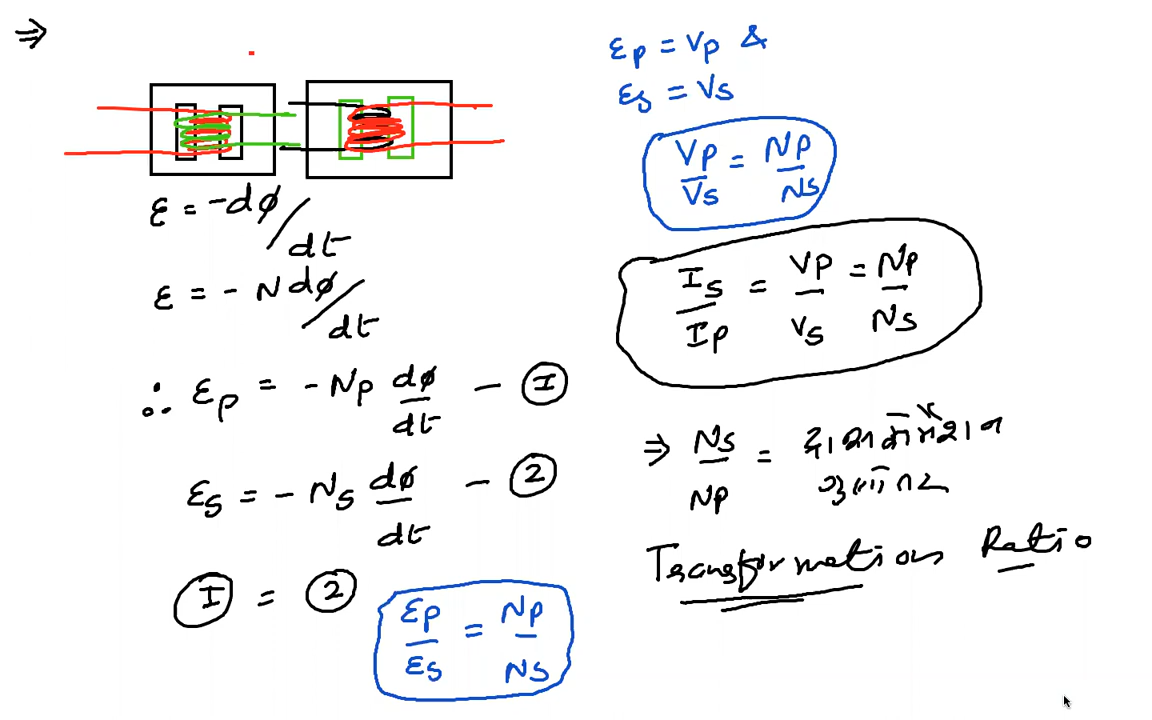 ⇒
ε = -dφ/dt
ε = - N dφ/dt
∴ εp = - Np dφ/dt - ①
εs = - Ns dφ/dt - ②
① = ②
εp/εs = Np/Ns
εp = Vp &
εs = Vs
Vp/Vs = Np/Ns
Is/Ip = Vp/Vs = Np/Ns
⇒ Ns/Np =
Transformations Ratio